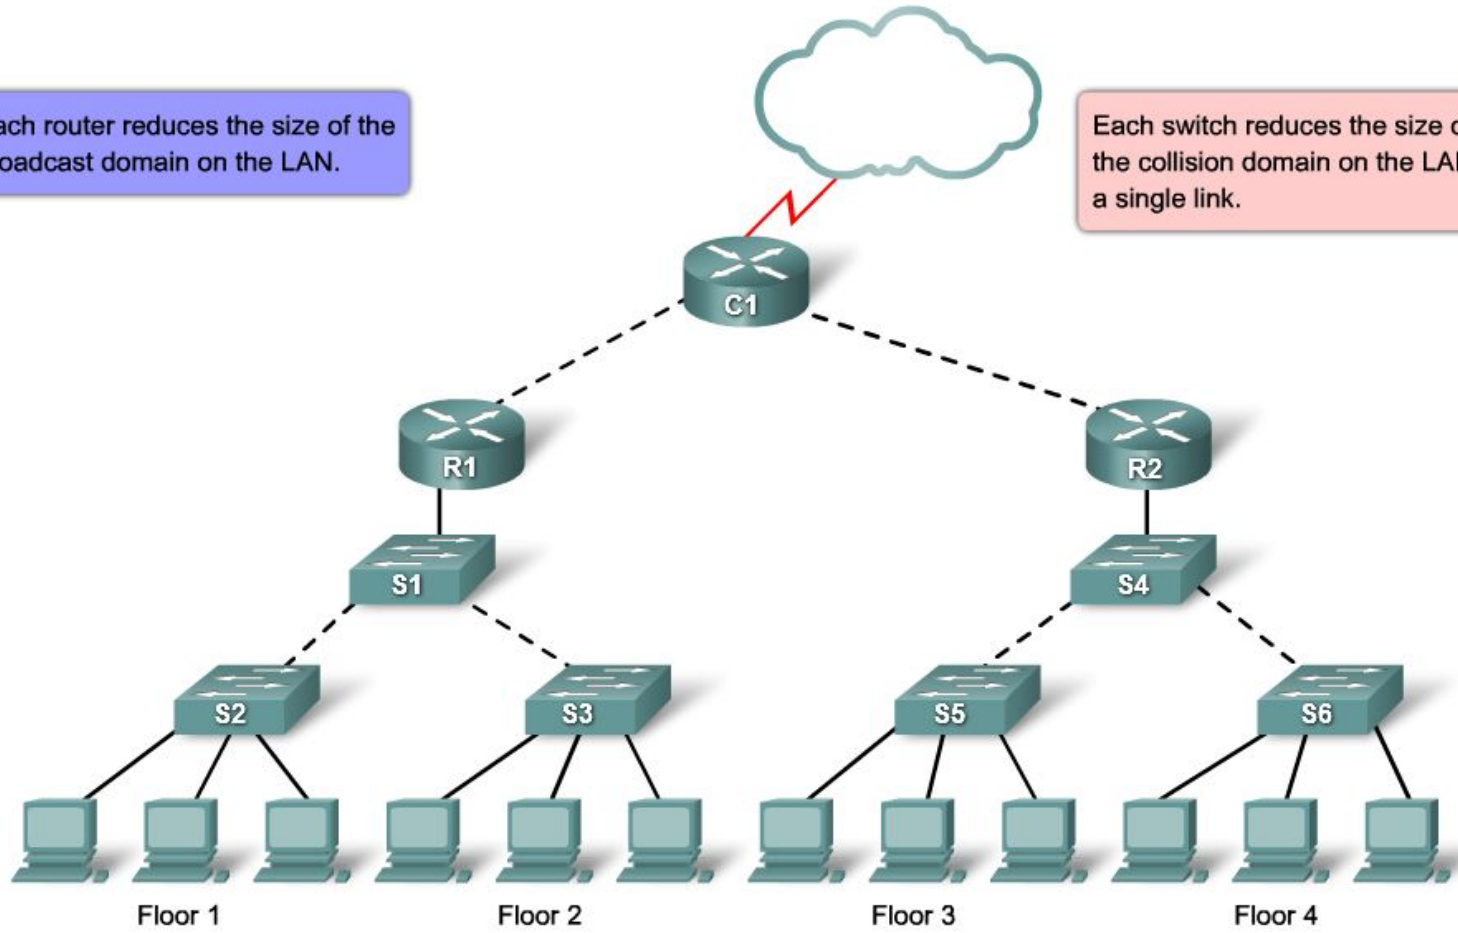 ach router reduces the size of the
oadcast domain on the LAN.
Each switch reduces the size o
the collision domain on the LA
a single link.
C1
R1
R2
S1
S4
S2
S3
S5
S6
Floor 1
Floor 2
Floor 3
Floor 4